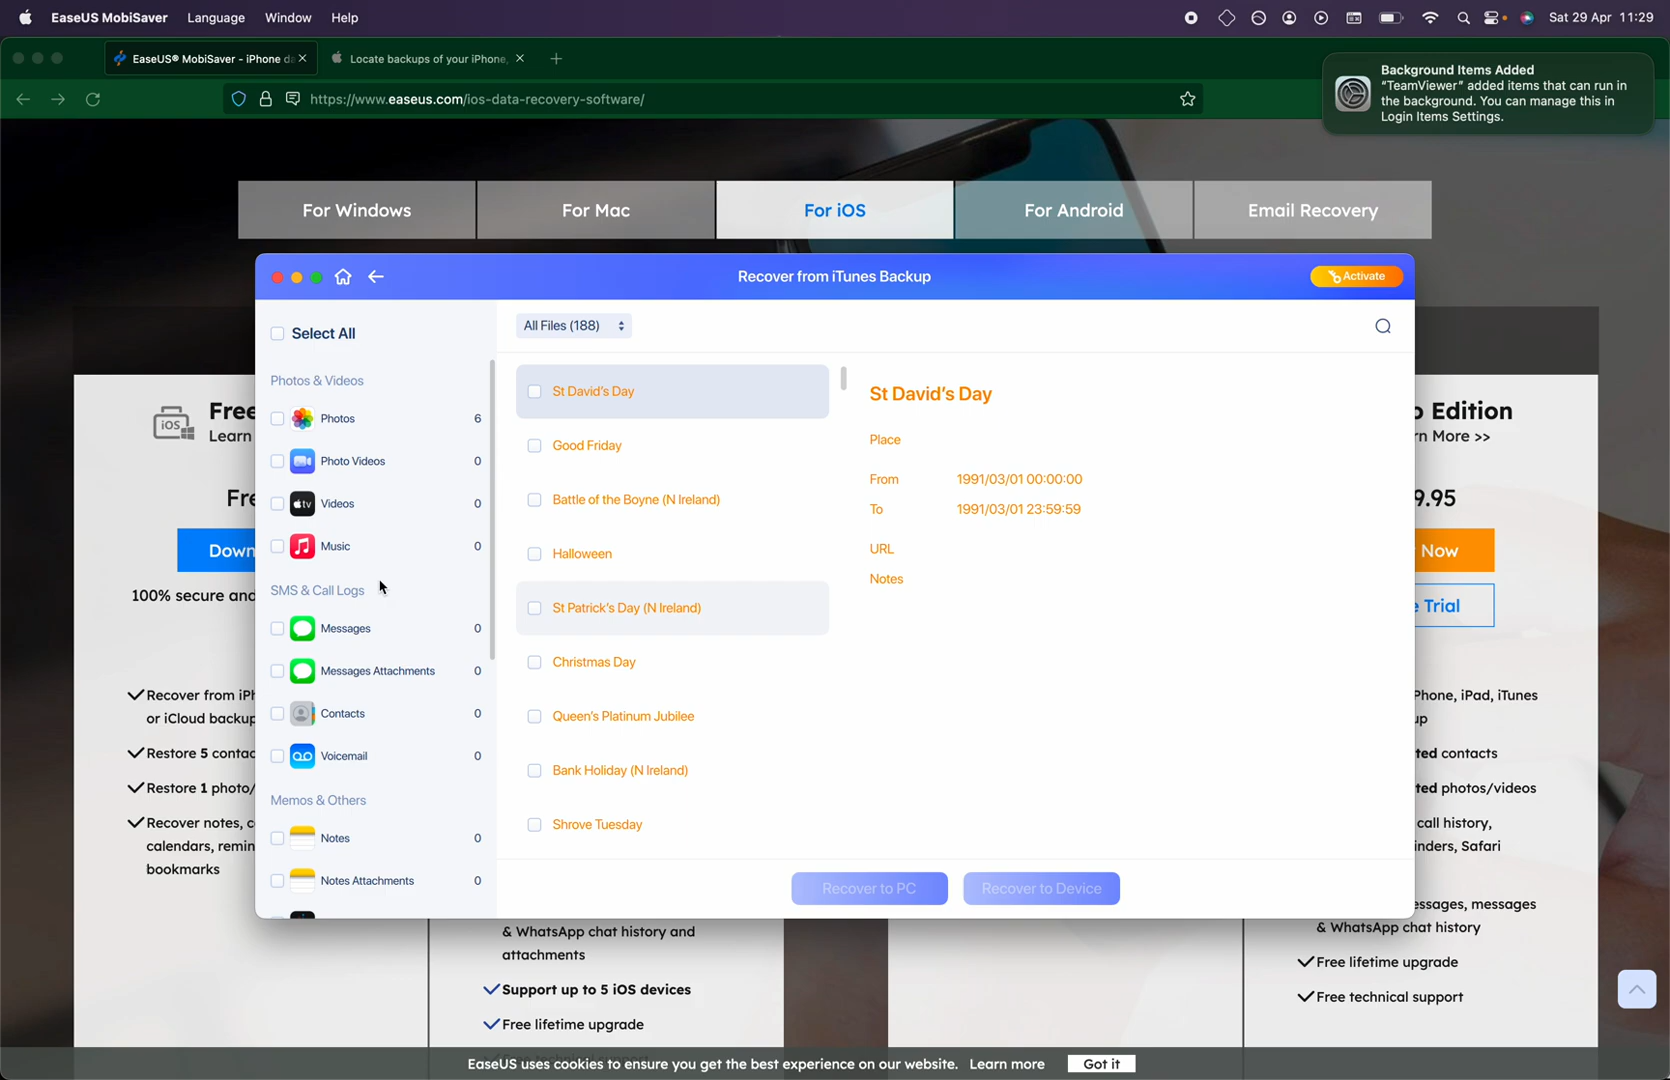 EaseUS MobiSaver Language Window Help
Sat 29 Apr 11:29
EaseUS® MobiSaver - iPhone da
Locate backups of your iPhone,
https://www.easeus.com/ios-data-recovery-software/
Background Items Added
“TeamViewer” added items that can run in
the background. You can manage this in
Login Items Settings.
For Windows
For Mac
For iOS
For Android
Email Recovery
Recover from iTunes Backup
Activate
Select All
Photos & Videos
Photos 6
Photo Videos 0
tv
Videos 0
Music 0
SMS & Call Logs
Messages 0
Messages Attachments 0
Contacts 0
Voicemail 0
Memos & Others
Notes 0
Notes Attachments 0
All Files (188)
St David's Day
Good Friday
Battle of the Boyne (N Ireland)
Halloween
St Patrick's Day (N Ireland)
Christmas Day
Queen's Platinum Jubilee
Bank Holiday (N Ireland)
Shrove Tuesday
St David's Day
Place
From 1991/03/01 00:00:00
To 1991/03/01 23:59:59
URL
Notes
Recover to PC
Recover to Device
iOS
Free
Learn
Fre
Down
100% secure and
Recover from iPh
or iCloud backup
Restore 5 contac
Restore 1 photo/
Recover notes, c
calendars, remin
bookmarks
& WhatsApp chat history and
attachments
Support up to 5 iOS devices
Free lifetime upgrade
o Edition
rn More >>
9.95
Now
e Trial
Phone, iPad, iTunes
up
ted contacts
ted photos/videos
call history,
inders, Safari
essages, messages
& WhatsApp chat history
Free lifetime upgrade
Free technical support
EaseUS uses cookies to ensure you get the best experience on our website. Learn more
Got it